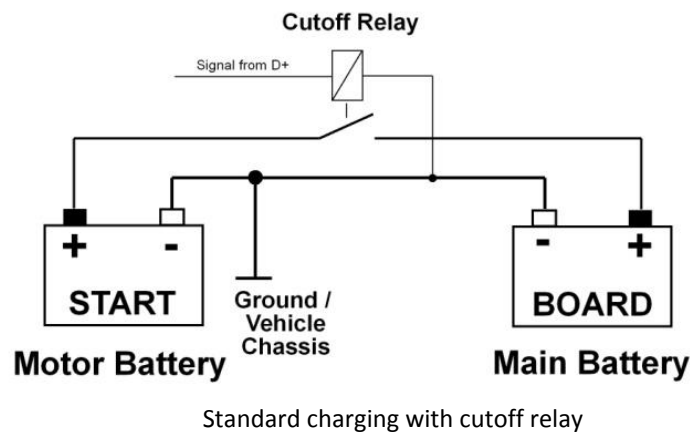 Cutoff Relay
Signal from D+
+ -
START
Motor Battery
Ground /
Vehicle
Chassis
- +
BOARD
Main Battery
Standard charging with cutoff relay